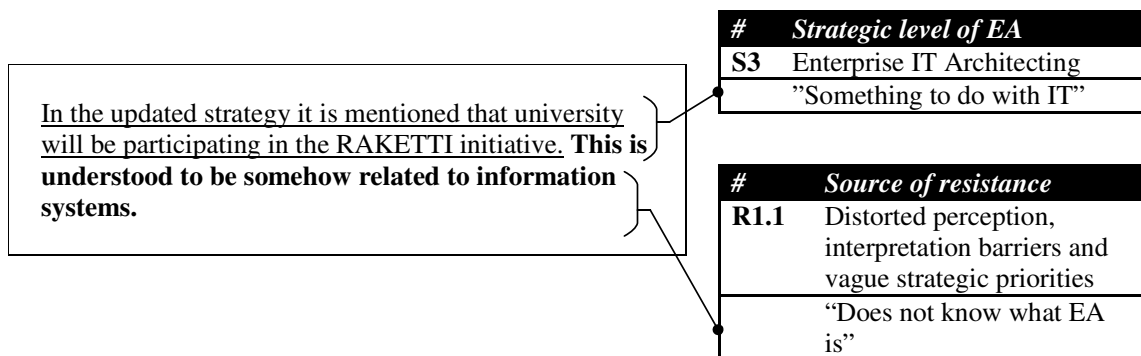 In the updated strategy it is mentioned that university
will be participating in the RAKETTI initiative. This is
understood to be somehow related to information
systems.
# Strategic level of EA
S3 Enterprise IT Architecting
”Something to do with IT”
# Source of resistance
R1.1 Distorted perception,
interpretation barriers and
vague strategic priorities
“Does not know what EA
is”